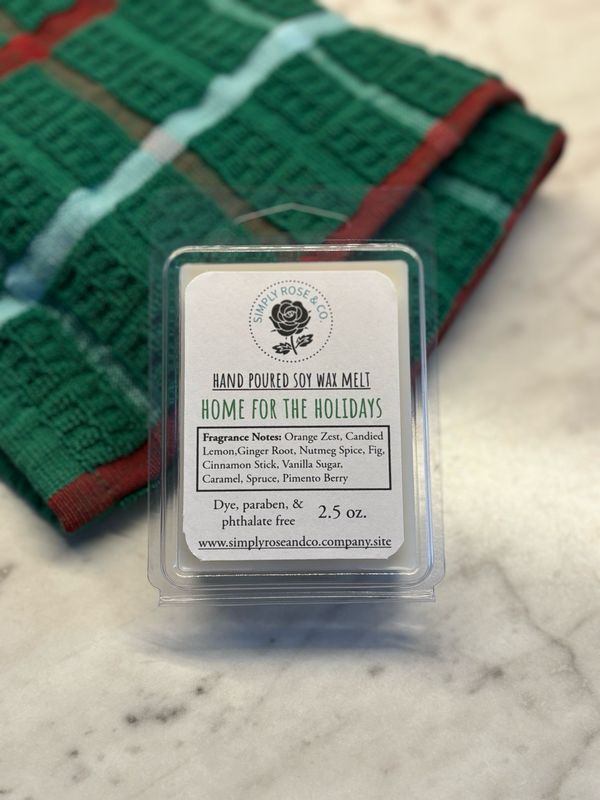 SIMPLY ROSE & CO.
HAND POURED SOY WAX MELT
HOME FOR THE HOLIDAYS
Fragrance Notes: Orange Zest, Candied
Lemon,Ginger Root, Nutmeg Spice, Fig,
Cinnamon Stick, Vanilla Sugar,
Caramel, Spruce, Pimento Berry
Dye, paraben, &
phthalate free
2.5 oz.
www.simplyroseandco.company.site